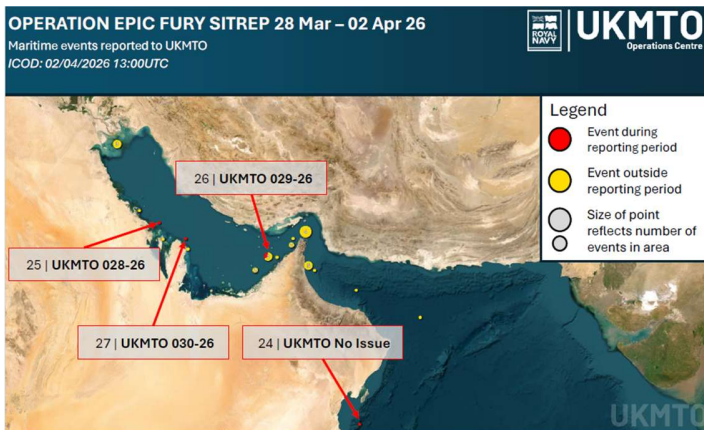 OPERATION EPIC FURY SITREP 28 Mar – 02 Apr 26
Maritime events reported to UKMTO
ICOD: 02/04/2026 13:00UTC
ROYAL
NAVY
UKMTO
Operations Centre
Legend
Event during
reporting period
Event outside
reporting period
Size of point
reflects number of
events in area
26 | UKMTO 029-26
25 | UKMTO 028-26
27 | UKMTO 030-26
24 | UKMTO No Issue
UKMTO